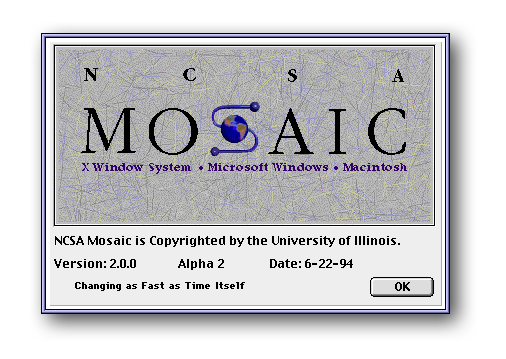 N C S A
MOSAIC
X Window System • Microsoft Windows • Macintosh
NCSA Mosaic is Copyrighted by the University of Illinois.
Version: 2.0.0 Alpha 2 Date: 6-22-94
Changing as Fast as Time Itself
OK